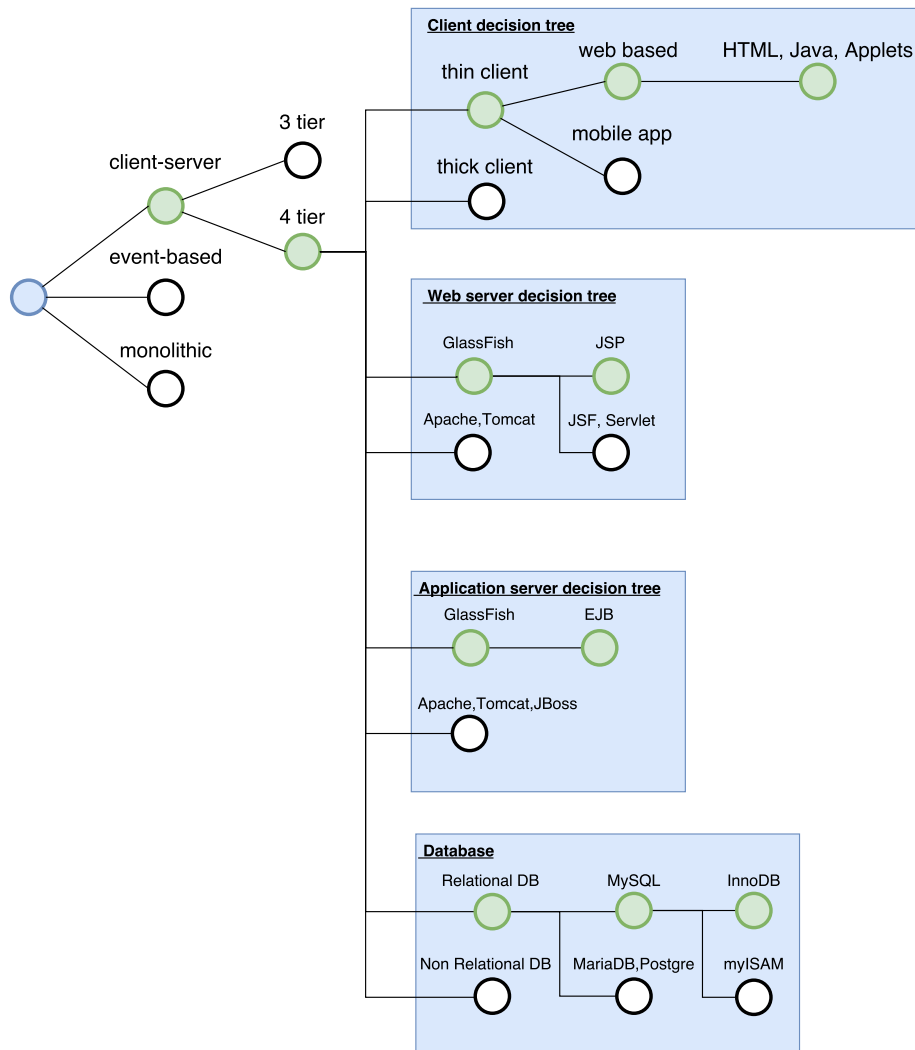 Client decision tree
web based
HTML, Java, Applets
thin client
mobile app
thick client
3 tier
client-server
4 tier
event-based
monolithic
Web server decision tree
GlassFish
JSP
Apache,Tomcat
JSF, Servlet
Application server decision tree
GlassFish
EJB
Apache,Tomcat,JBoss
Database
Relational DB
MySQL
InnoDB
Non Relational DB
MariaDB,Postgre
myISAM